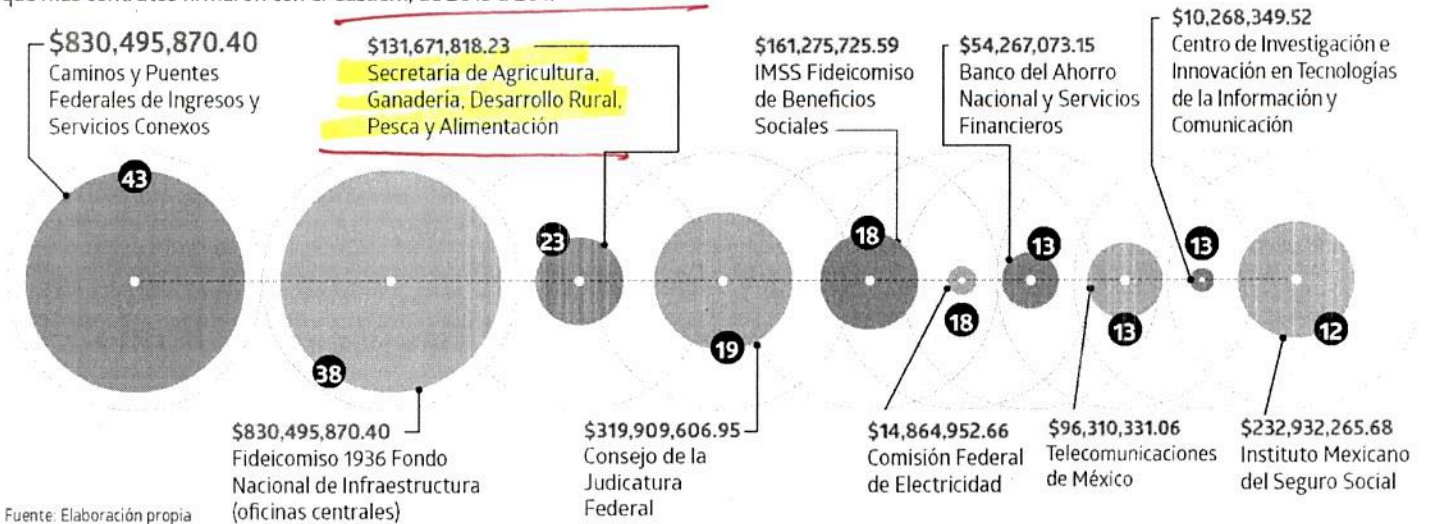 $830,495,870.40
Caminos y Puentes
Federales de Ingresos y
Servicios Conexos
43
$131,671,818.23
Secretaría de Agricultura,
Ganadería, Desarrollo Rural,
Pesca y Alimentación
23
$161,275,725.59
IMSS Fideicomiso
de Beneficios
Sociales
18
$54,267,073.15
Banco del Ahorro
Nacional y Servicios
Financieros
13
$10,268,349.52
Centro de Investigación e
Innovación en Tecnologías
de la Información y
Comunicación
13
38
$830,495,870.40
Fideicomiso 1936 Fondo
Nacional de Infraestructura
(oficinas centrales)
19
$319,909,606.95
Consejo de la
Judicatura
Federal
18
$14,864,952.66
Comisión Federal
de Electricidad
13
$96,310,331.06
Telecomunicaciones
de México
12
$232,932,265.68
Instituto Mexicano
del Seguro Social
Fuente: Elaboración propia